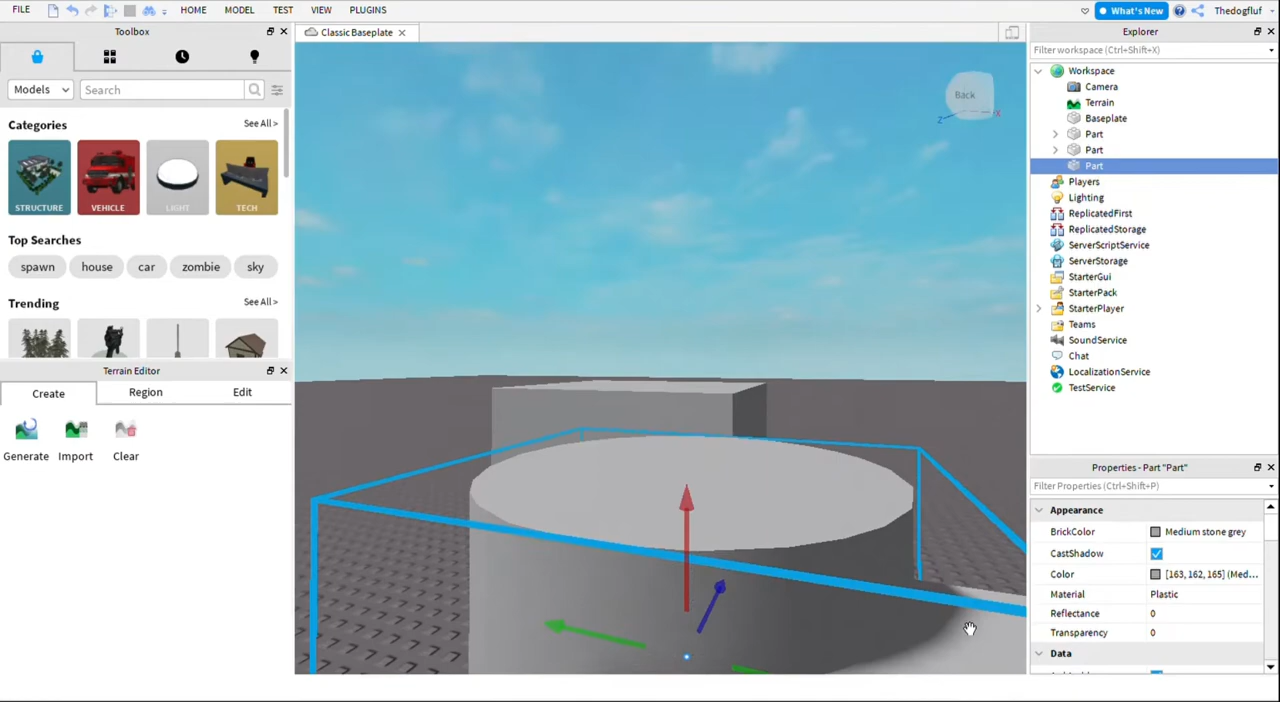 FILE HOME MODEL TEST VIEW PLUGINS What's New Thedogfluf
Toolbox
Models Search
Categories See All >
STRUCTURE VEHICLE LIGHT TECH
Top Searches
spawn house car zombie sky
Trending See All >
Terrain Editor
Create Region Edit
Generate Import Clear
Classic Baseplate
Back
Z X
Explorer
Filter workspace (Ctrl+Shift+X)
Workspace
Camera
Terrain
Baseplate
Part
Part
Part
Players
Lighting
ReplicatedFirst
ReplicatedStorage
ServerScriptService
ServerStorage
StarterGui
StarterPack
StarterPlayer
Teams
SoundService
Chat
LocalizationService
TestService
Properties - Part "Part"
Filter Properties (Ctrl+Shift+P)
Appearance
BrickColor Medium stone grey
CastShadow
Color [163, 162, 165] (Med...
Material Plastic
Reflectance 0
Transparency 0
Data